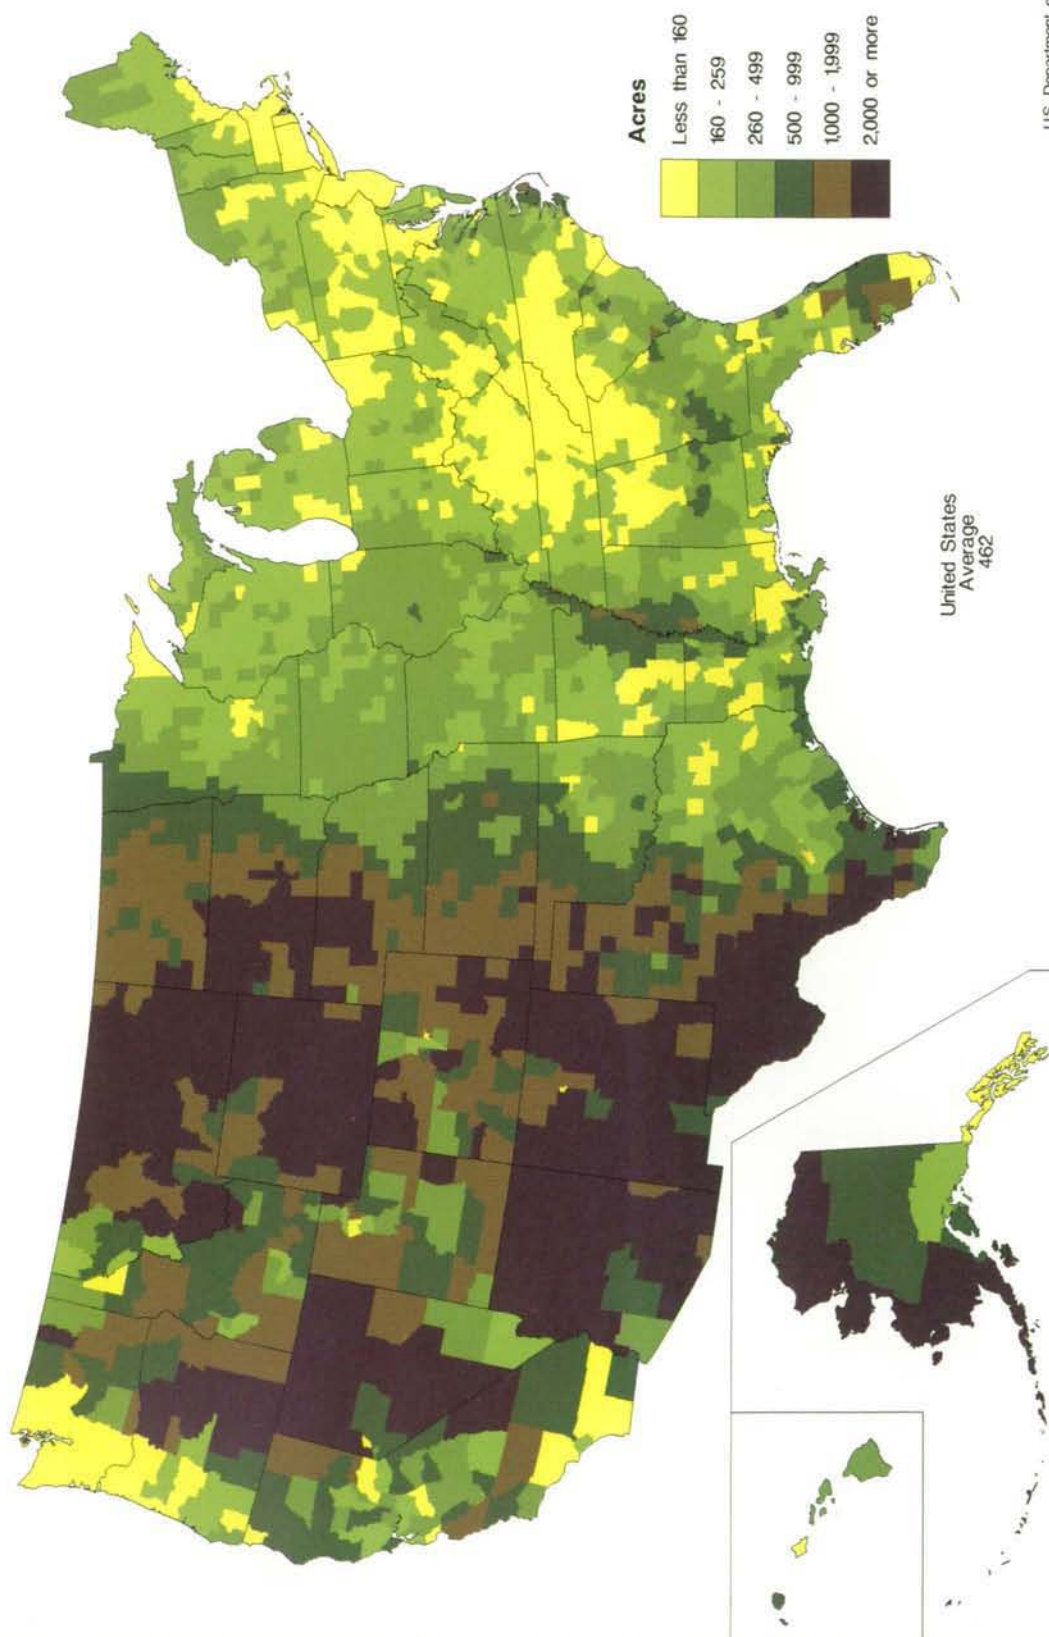 Acres
Less than 160
160 - 259
260 - 499
500 - 999
1,000 - 1,999
2,000 or more
United States
Average
462
U.S. Department